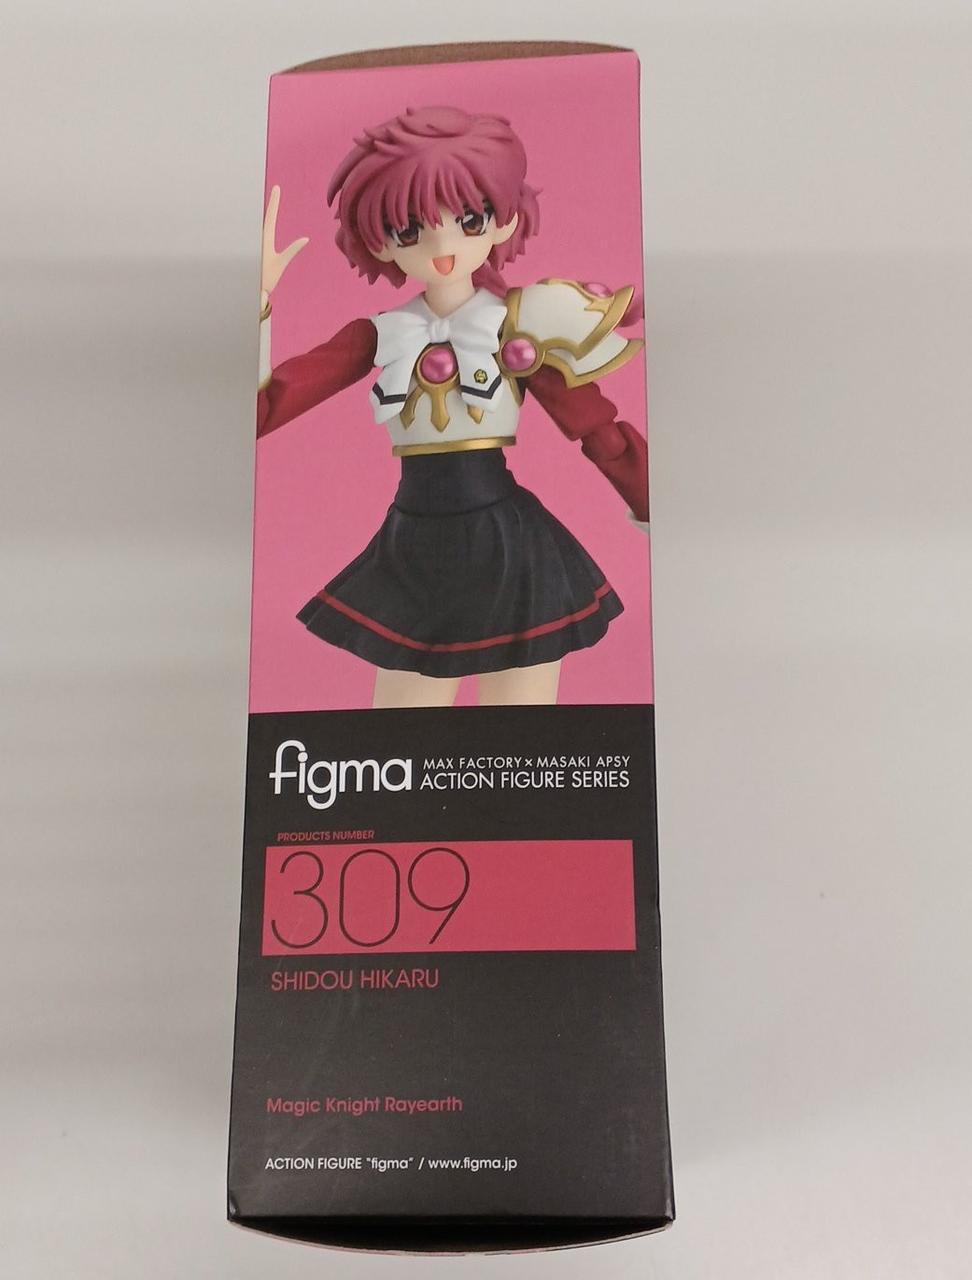 figma
MAX FACTORY × MASAKI APSY
ACTION FIGURE SERIES
PRODUCTS NUMBER
309
SHIDOU HIKARU
Magic Knight Rayearth
ACTION FIGURE "figma" / www.figma.jp